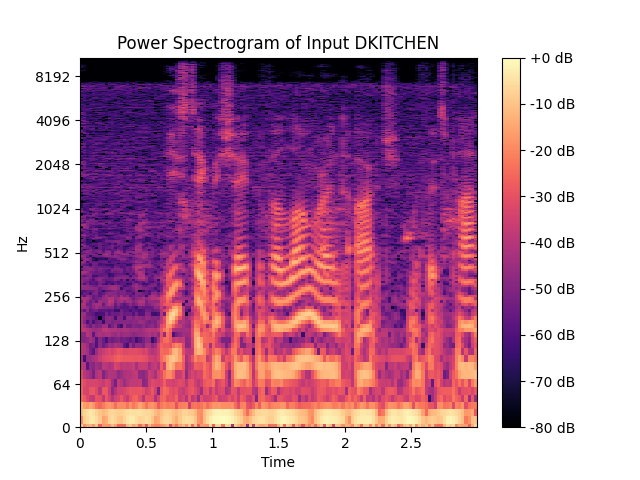 Power Spectrogram of Input DKITCHEN
8192
4096
2048
1024
512
256
128
64
0
Hz
0 0.5 1 1.5 2 2.5
Time
+0 dB
-10 dB
-20 dB
-30 dB
-40 dB
-50 dB
-60 dB
-70 dB
-80 dB